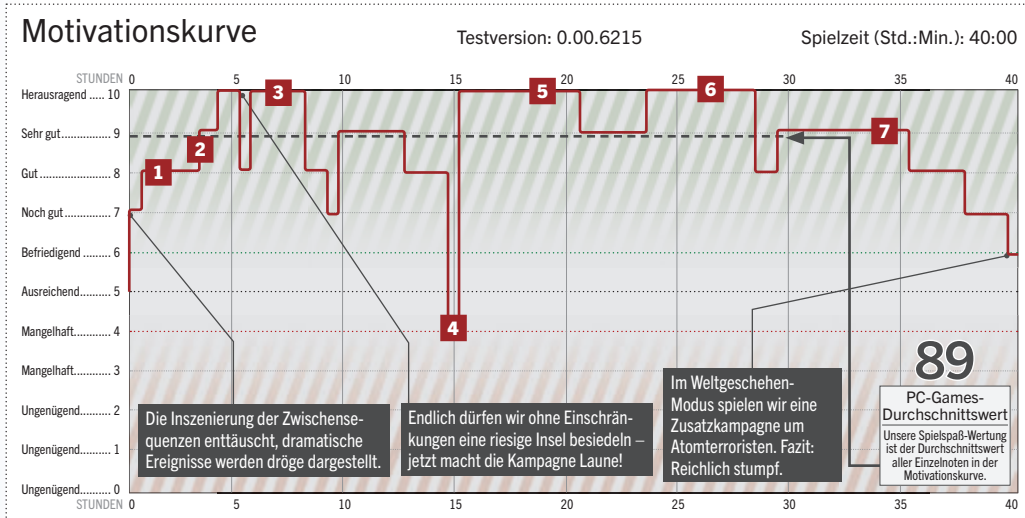 Motivationskurve
Testversion: 0.00.6215
Spielzeit (Std.:Min.): 40:00
STUNDEN 0 5 10 15 20 25 30 35 40
Herausragend ..... 10
Sehr gut............ 9
Gut .................. 8
Noch gut........... 7
Befriedigend ......... 6
Ausreichend.......... 5
Mangelhaft............ 4
Mangelhaft............ 3
Ungenügend.......... 2
Ungenügend.......... 1
Ungenügend.......... 0
STUNDEN 0 5 10 15 20 25 30 35 40
1
2
3
4
5
6
7
Die Inszenierung der Zwischense-
quenzen enttäuscht, dramatische
Ereignisse werden dröge dargestellt.
Endlich dürfen wir ohne Einschrän-
kungen eine riesige Insel besiedeln –
jetzt macht die Kampagne Laune!
Im Weltgeschehen-
Modus spielen wir eine
Zusatzkampagne um
Atomterroristen. Fazit:
Reichlich stumpf.
89
PC-Games-
Durchschnittswert
Unsere Spielspaß-Wertung
ist der Durchschnittswert
aller Einzelnoten in der
Motivationskurve.